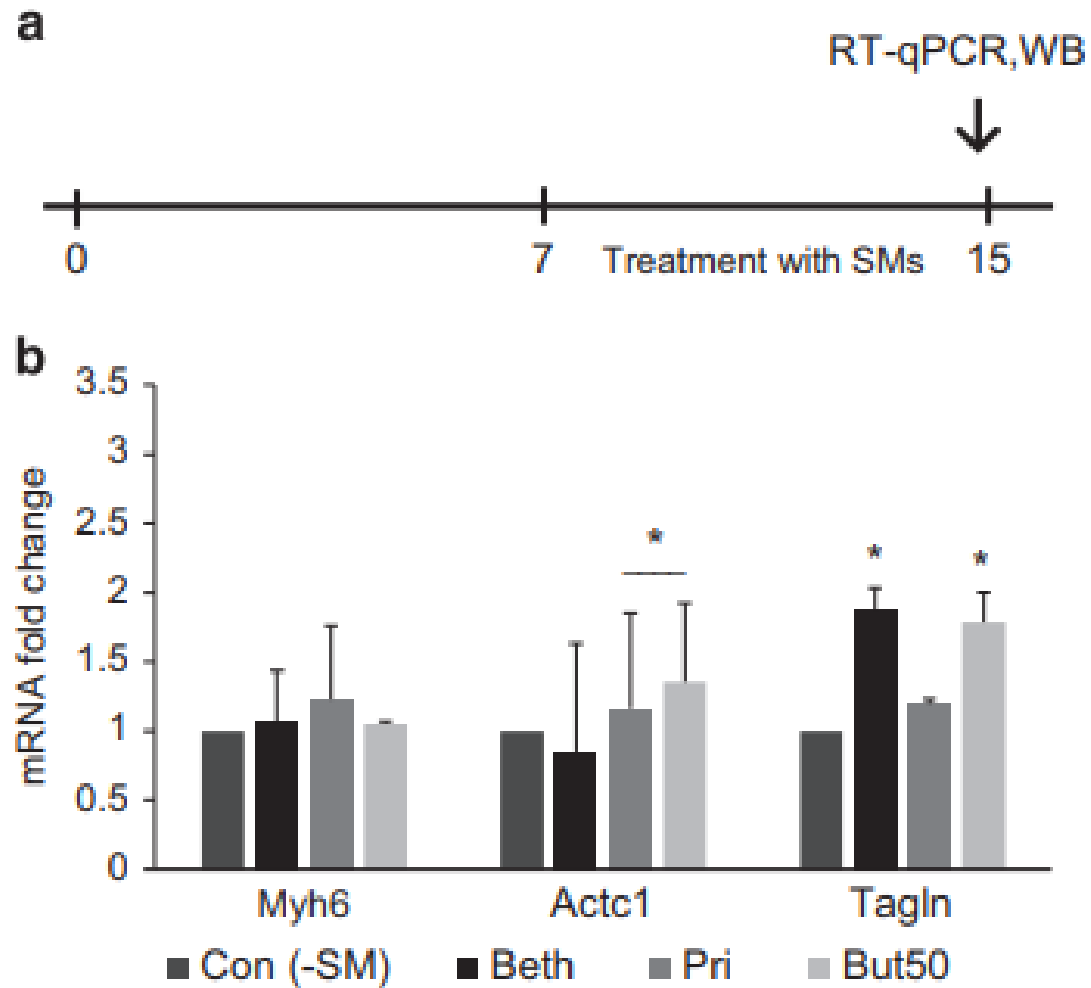 a
RT-qPCR,WB
0 7 Treatment with SMs 15
b
mRNA fold change
3.5
3
2.5
2
1.5
1
0.5
0
*
* *
Myh6 Actc1 Tagln
Con (-SM) Beth Pri But50